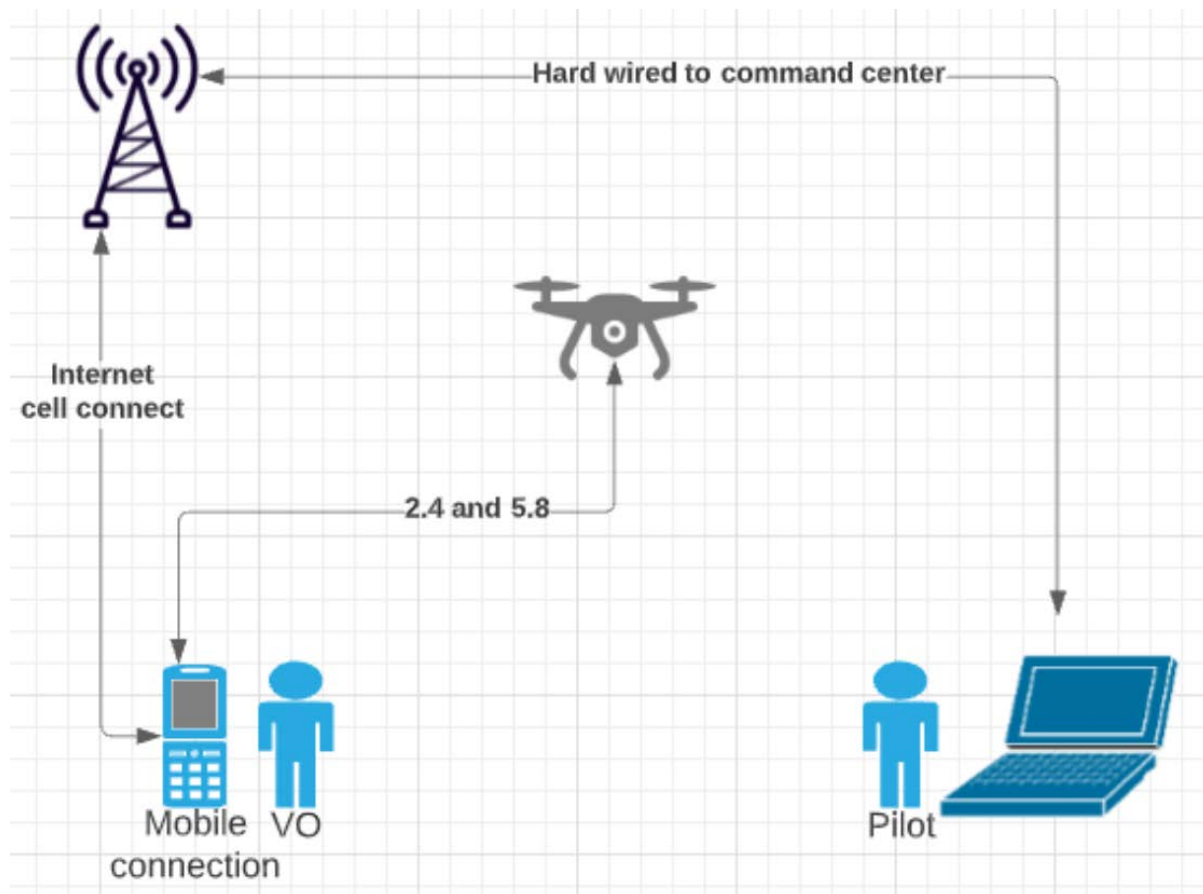 Hard wired to command center
Internet
cell connect
2.4 and 5.8
Mobile
connection
VO
Pilot